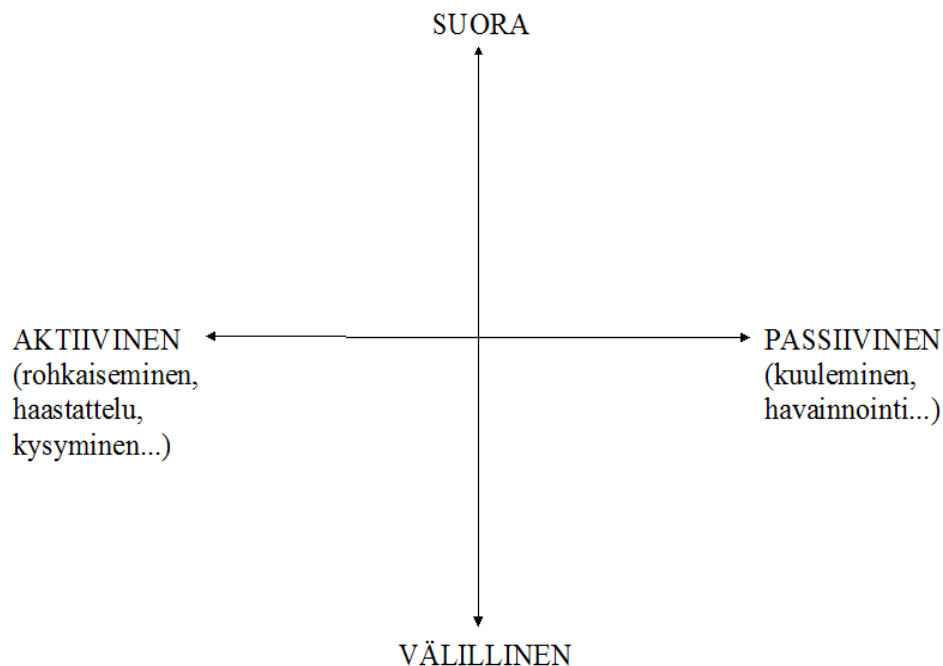 SUORA
AKTIIVINEN
(rohkaiseminen,
haastattelu,
kysyminen...)
PASSIIVINEN
(kuuleminen,
havainnointi...)
VÄLILLINEN